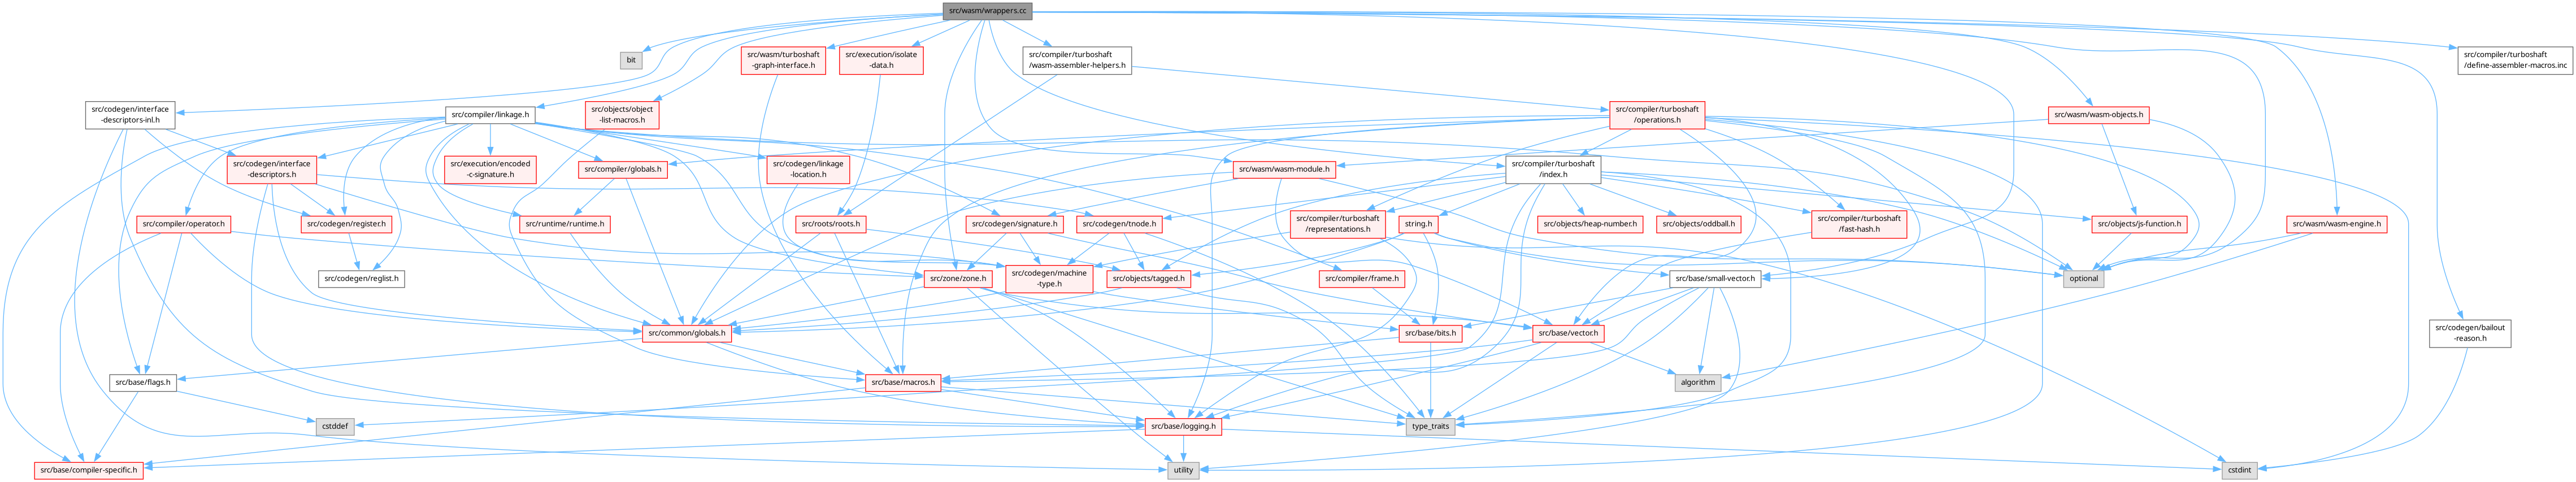 src/wasm/wrappers.cc
bit
src/wasm/turboshaft
-graph-interface.h
src/execution/isolate
-data.h
src/compiler/turboshaft
/wasm-assembler-helpers.h
src/compiler/turboshaft
/define-assembler-macros.inc
src/codegen/interface
-descriptors-inl.h
src/compiler/linkage.h
src/objects/object
-list-macros.h
src/compiler/turboshaft
/operations.h
src/wasm/wasm-objects.h
src/codegen/interface
-descriptors.h
src/execution/encoded
-c-signature.h
src/compiler/globals.h
src/codegen/linkage
-location.h
src/wasm/wasm-module.h
src/compiler/turboshaft
/index.h
src/compiler/operator.h
src/codegen/register.h
src/runtime/runtime.h
src/roots/roots.h
src/codegen/signature.h
src/codegen/tnode.h
src/compiler/turboshaft
/representations.h
string.h
src/objects/heap-number.h
src/objects/oddball.h
src/compiler/turboshaft
/fast-hash.h
src/objects/js-function.h
src/wasm/wasm-engine.h
src/codegen/reglist.h
src/zone/zone.h
src/codegen/machine
-type.h
src/objects/tagged.h
src/compiler/frame.h
src/base/small-vector.h
optional
src/common/globals.h
src/base/bits.h
src/base/vector.h
src/codegen/bailout
-reason.h
src/base/flags.h
src/base/macros.h
algorithm
cstddef
src/base/logging.h
type_traits
src/base/compiler-specific.h
utility
cstdint